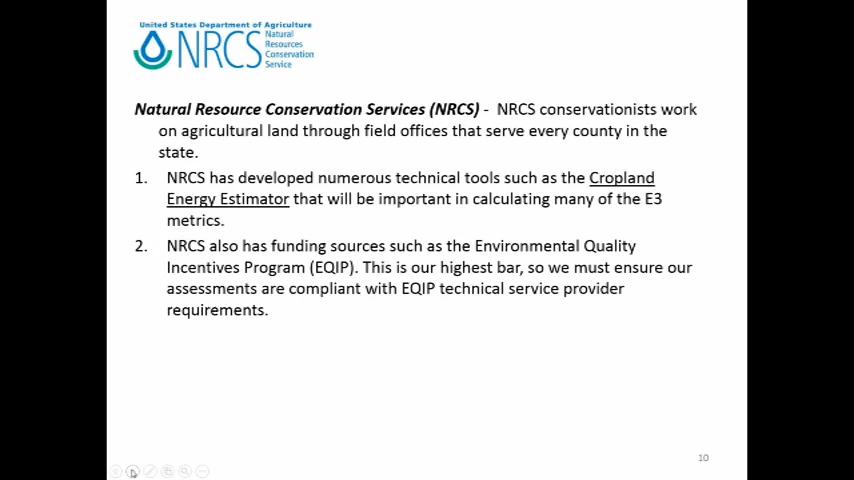 United States Department of Agriculture
NRCS
Natural
Resources
Conservation
Service
Natural Resource Conservation Services (NRCS) - NRCS conservationists work
on agricultural land through field offices that serve every county in the
state.
1. NRCS has developed numerous technical tools such as the Cropland
Energy Estimator that will be important in calculating many of the E3
metrics.
2. NRCS also has funding sources such as the Environmental Quality
Incentives Program (EQIP). This is our highest bar, so we must ensure our
assessments are compliant with EQIP technical service provider
requirements.
10